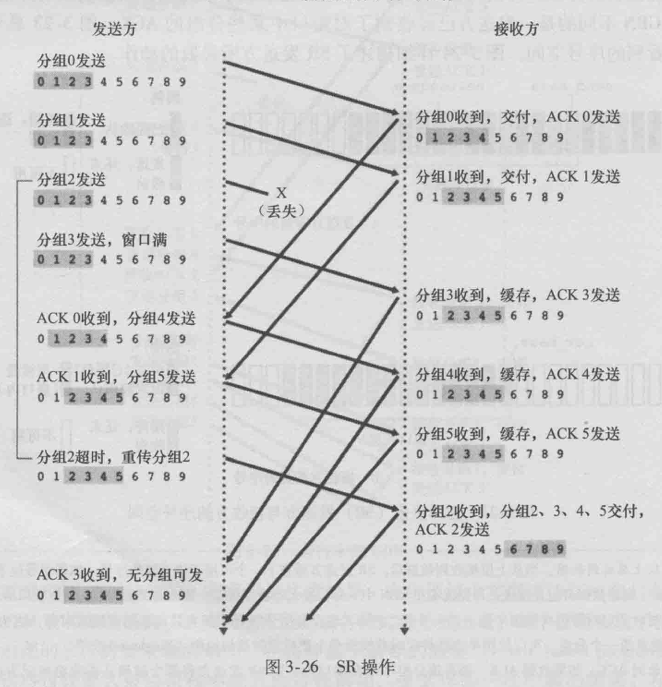 发送方
接收方
分组0发送
0 1 2 3 4 5 6 7 8 9
分组0收到，交付，ACK 0发送
0 1 2 3 4 5 6 7 8 9
分组1发送
0 1 2 3 4 5 6 7 8 9
分组1收到，交付，ACK 1发送
0 1 2 3 4 5 6 7 8 9
分组2发送
0 1 2 3 4 5 6 7 8 9
X
（丢失）
分组3发送，窗口满
0 1 2 3 4 5 6 7 8 9
分组3收到，缓存，ACK 3发送
0 1 2 3 4 5 6 7 8 9
ACK 0收到，分组4发送
0 1 2 3 4 5 6 7 8 9
分组4收到，缓存，ACK 4发送
0 1 2 3 4 5 6 7 8 9
ACK 1收到，分组5发送
0 1 2 3 4 5 6 7 8 9
分组5收到，缓存，ACK 5发送
0 1 2 3 4 5 6 7 8 9
分组2超时，重传分组2
0 1 2 3 4 5 6 7 8 9
分组2收到，分组2、3、4、5交付，
ACK 2发送
0 1 2 3 4 5 6 7 8 9
ACK 3收到，无分组可发
0 1 2 3 4 5 6 7 8 9
图 3-26 SR 操作